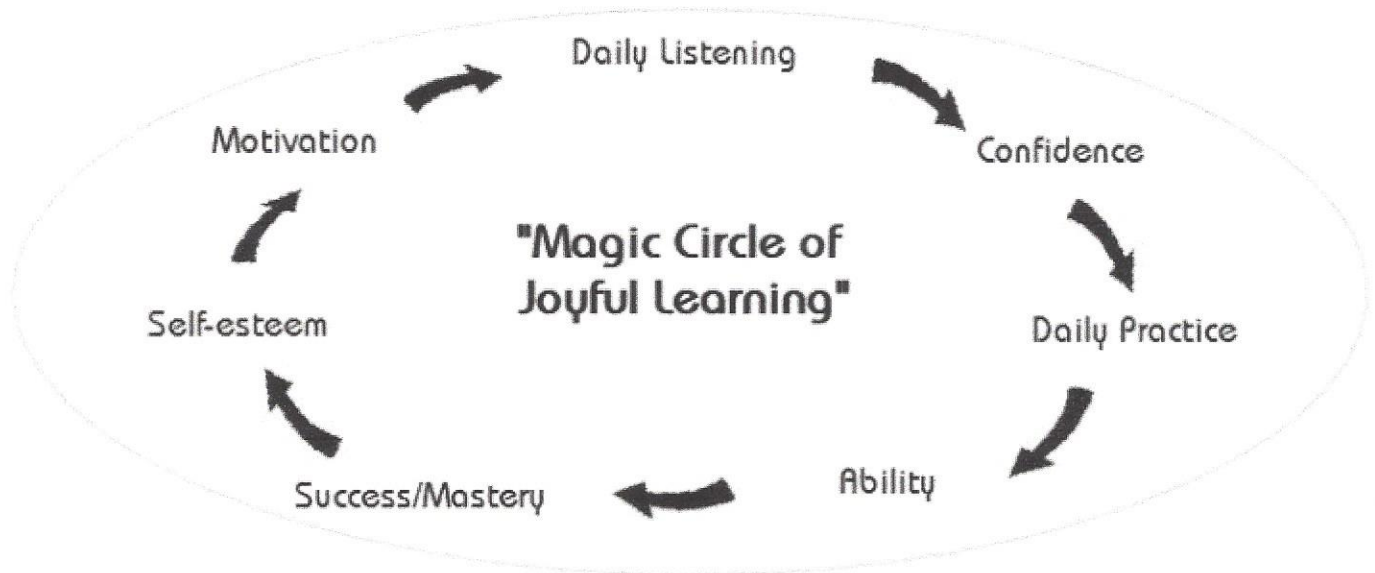 Daily Listening
Motivation
Confidence
"Magic Circle of
Joyful Learning"
Self-esteem
Daily Practice
Success/Mastery
Ability